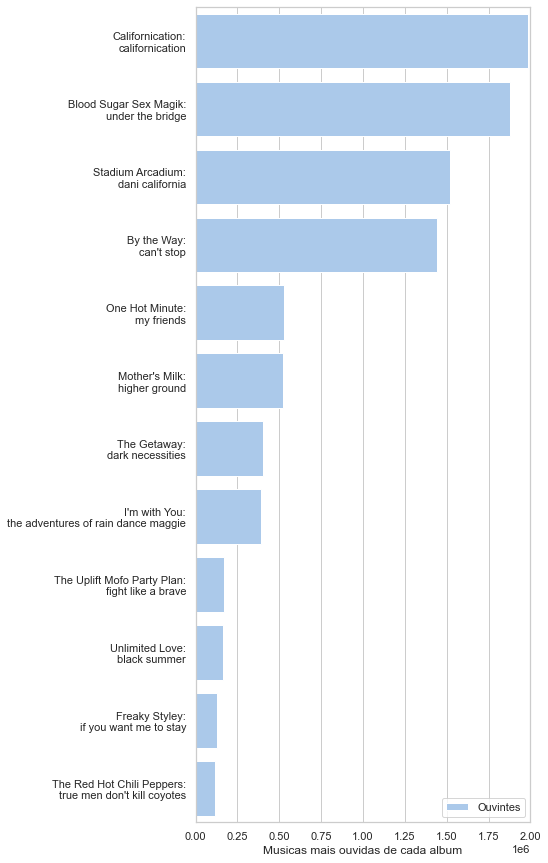 Californication:
californication
Blood Sugar Sex Magik:
under the bridge
Stadium Arcadium:
dani california
By the Way:
can't stop
One Hot Minute:
my friends
Mother's Milk:
higher ground
The Getaway:
dark necessities
I'm with You:
the adventures of rain dance maggie
The Uplift Mofo Party Plan:
fight like a brave
Unlimited Love:
black summer
Freaky Styley:
if you want me to stay
The Red Hot Chili Peppers:
true men don't kill coyotes
Ouvintes
0.00 0.25 0.50 0.75 1.00 1.25 1.50 1.75 2.00
1e6
Musicas mais ouvidas de cada album